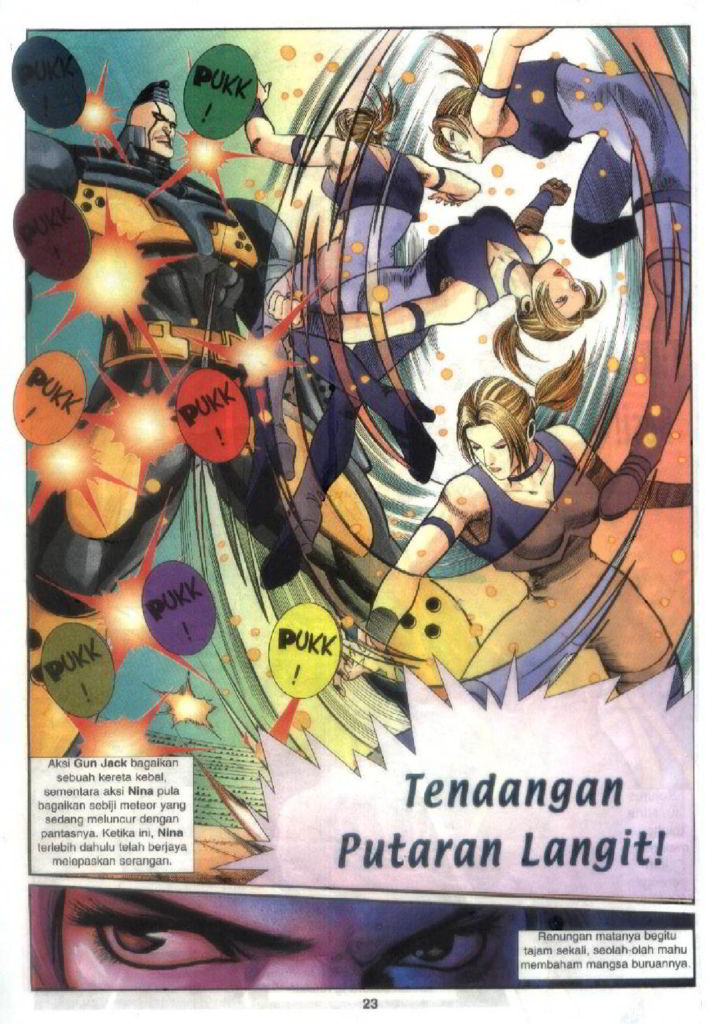 PUKK
!
PUKK
!
PUKK
!
PUKK
!
PUKK
!
PUKK
!
PUKK
!
PUKK
!
Aksi Gun Jack bagaikan
sebuah kereta kebal,
sementara aksi Nina pula
bagaikan sebiji meteor yang
sedang meluncur dengan
pantasnya. Ketika ini, Nina
terlebih dahulu telah berjaya
melepaskan serangan.
Tendangan
Putaran Langit!
Renungan matanya begitu
tajam sekali, seolah-olah mahu
membaham mangsa buruannya.
23